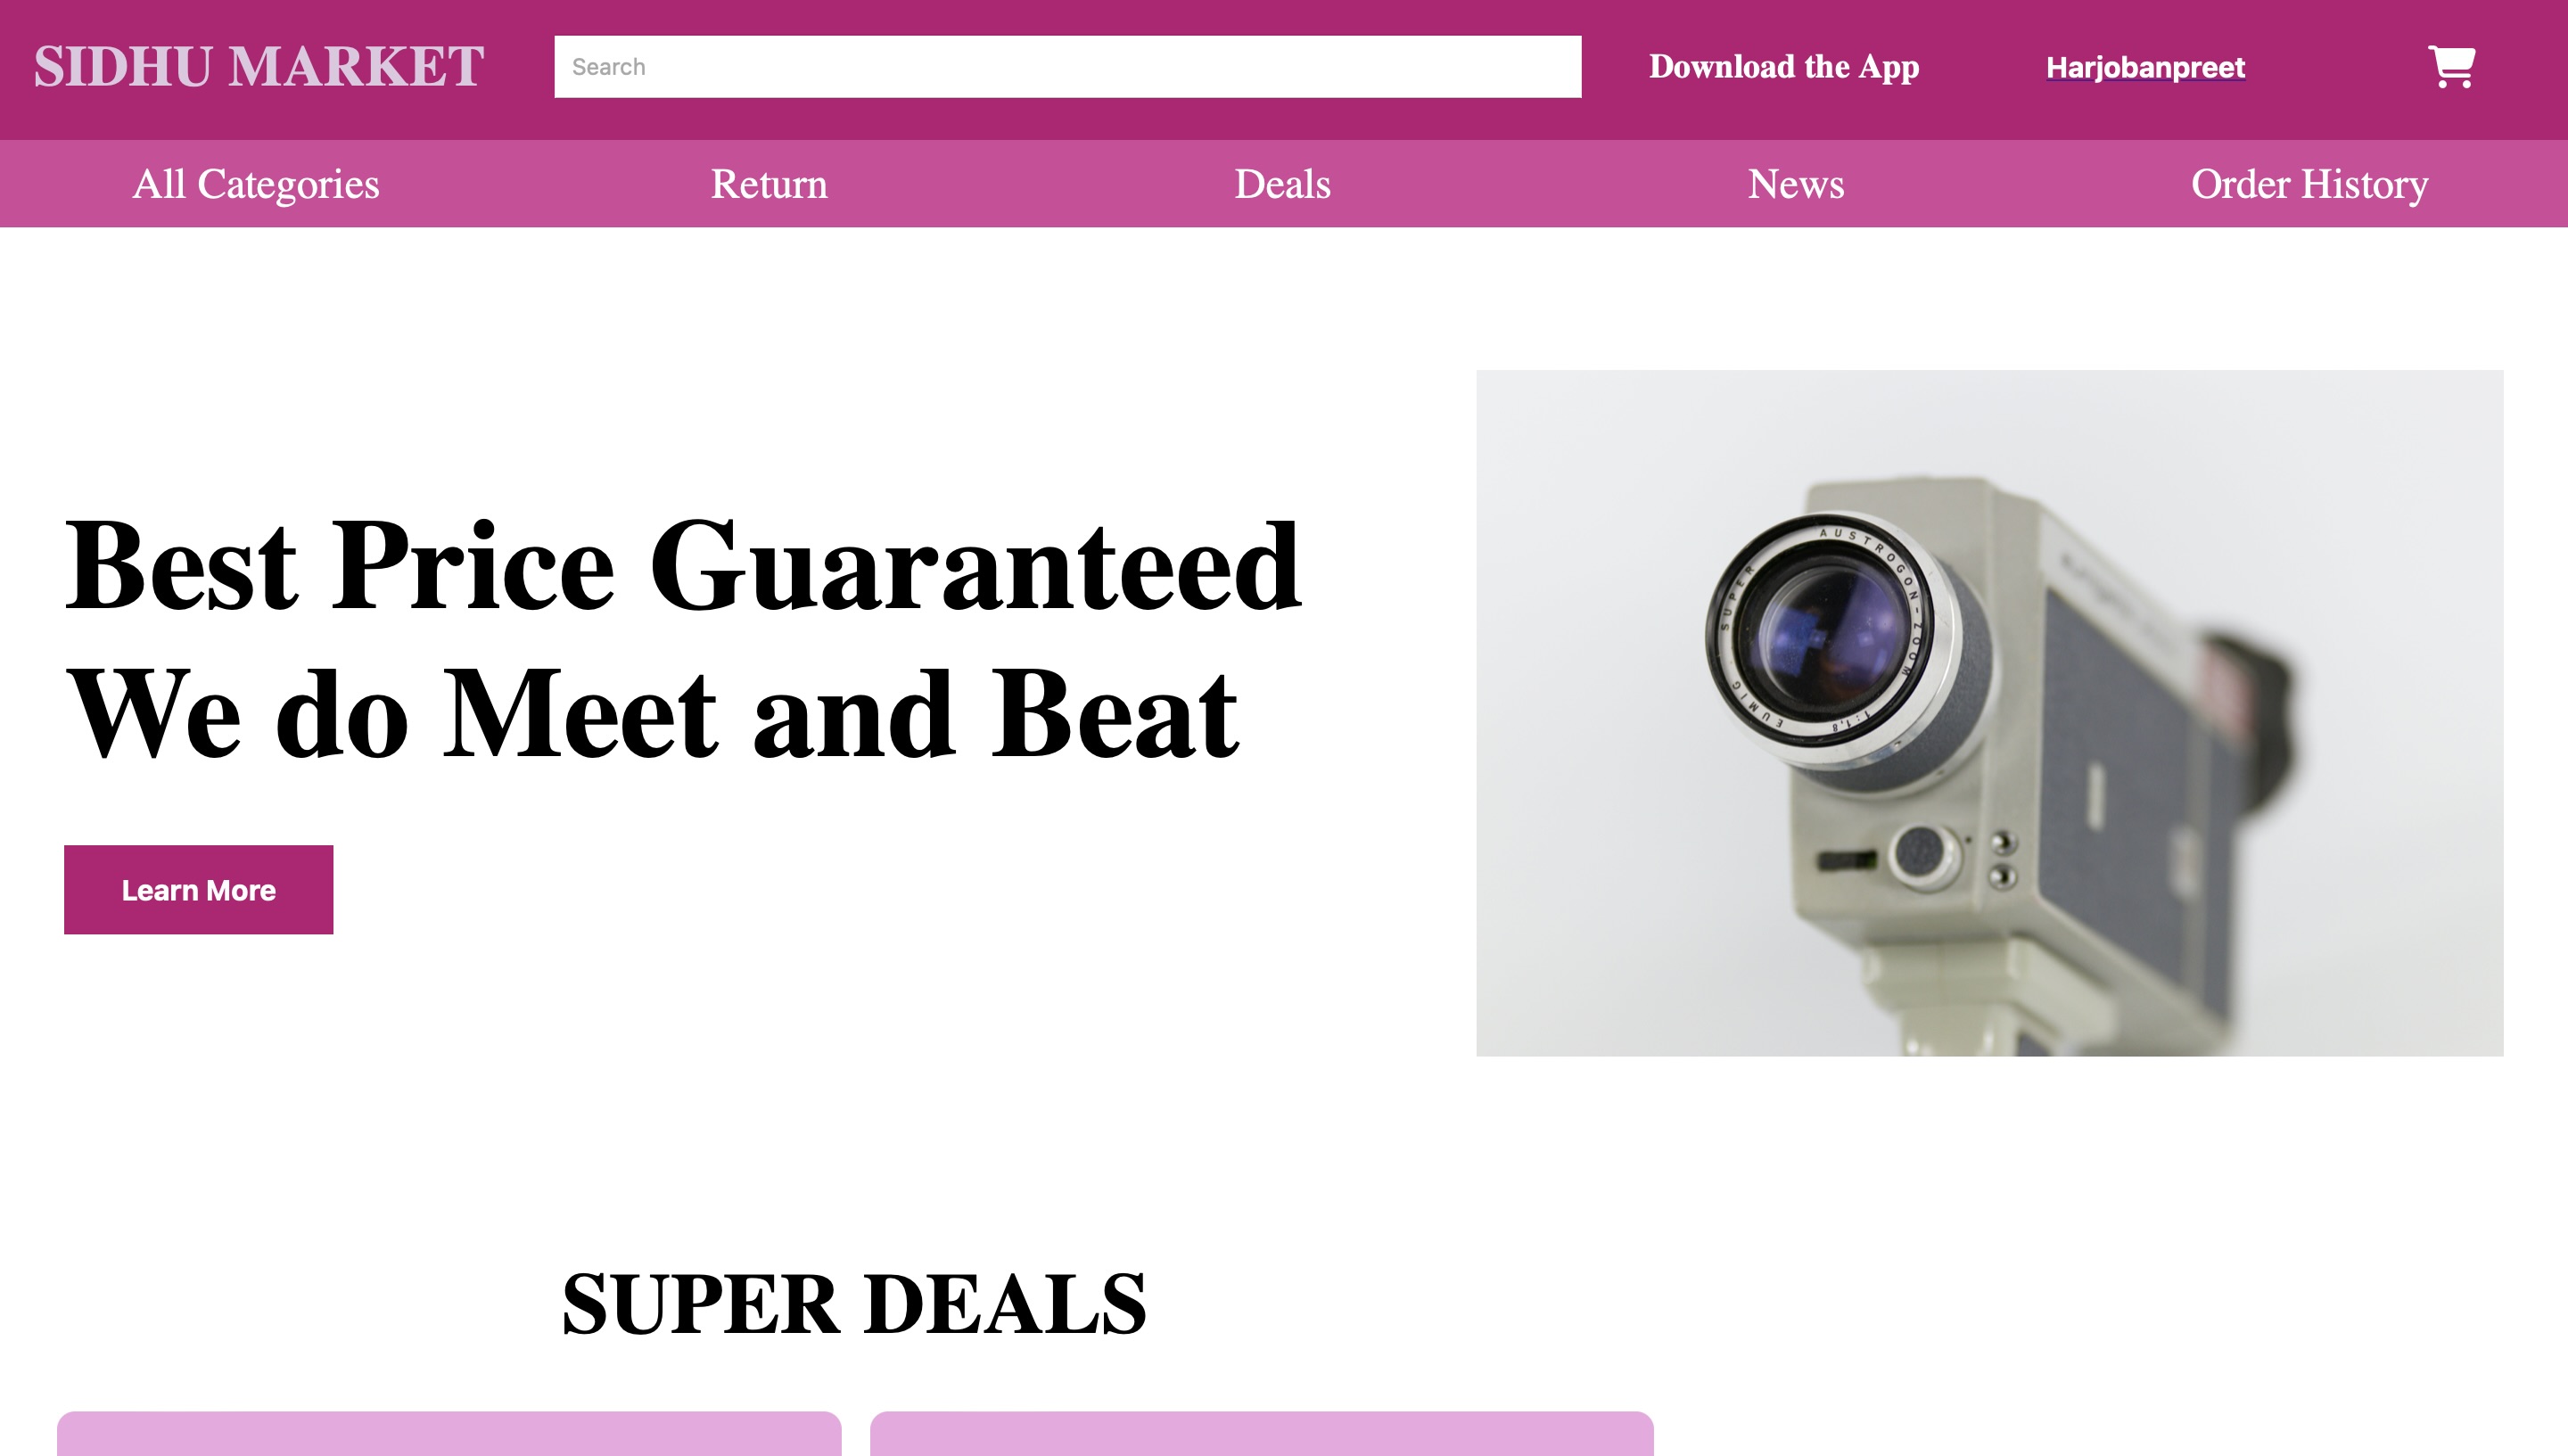 SIDHU MARKET
Search
Download the App
Harjobanpreet
All Categories
Return
Deals
News
Order History
Best Price Guaranteed
We do Meet and Beat
Learn More
SUPER AUSTROGON-ZOOM
EUMIG 1:1,8
SUPER DEALS